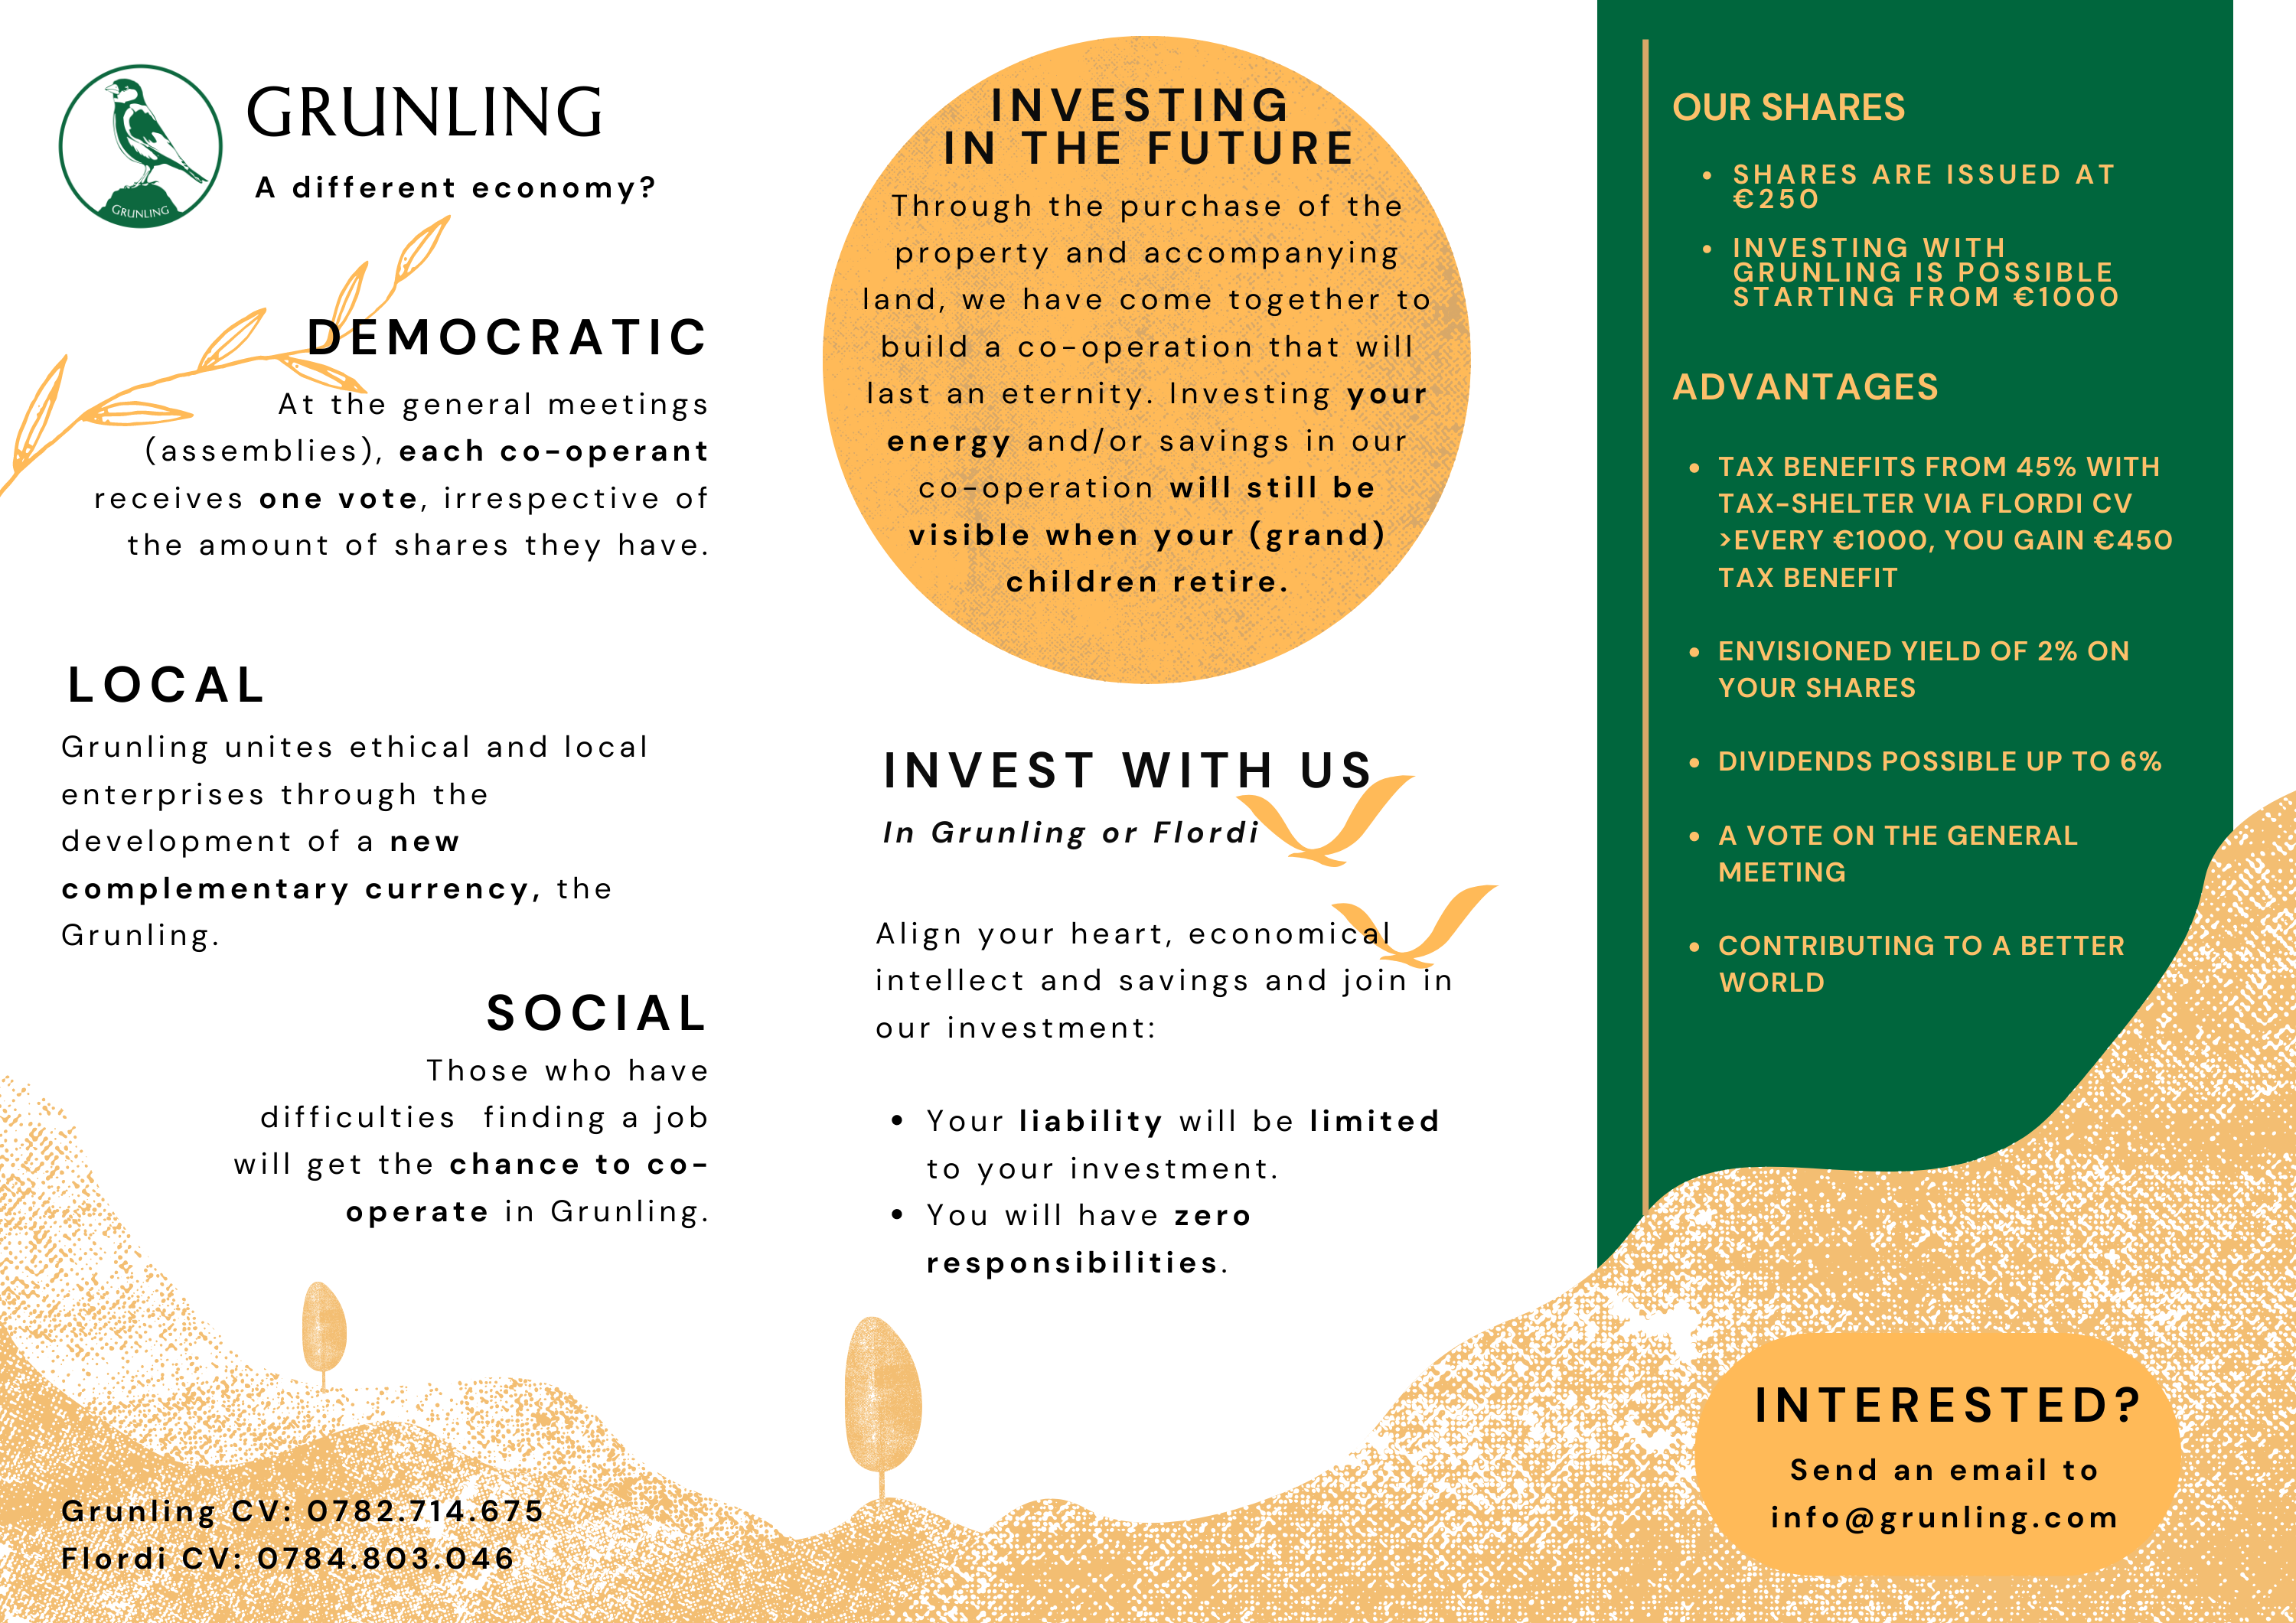 GRUNLING
GRUNLING
A different economy?
DEMOCRATIC
At the general meetings
(assemblies), each co-operant
receives one vote, irrespective of
the amount of shares they have.
LOCAL
Grunling unites ethical and local
enterprises through the
development of a new
complementary currency, the
Grunling.
SOCIAL
Those who have
difficulties  finding a job
will get the chance to co-
operate in Grunling.
Grunling CV: 0782.714.675
Flordi CV: 0784.803.046
INVESTING
IN THE FUTURE
Through the purchase of the
property and accompanying
land, we have come together to
build a co-operation that will
last an eternity. Investing your
energy and/or savings in our
co-operation will still be
visible when your (grand)
children retire.
INVEST WITH US
In Grunling or Flordi
Align your heart, economical
intellect and savings and join in
our investment:
• Your liability will be limited
to your investment.
• You will have zero
responsibilities.
OUR SHARES
• SHARES ARE ISSUED AT
€250
• INVESTING WITH
GRUNLING IS POSSIBLE
STARTING FROM €1000
ADVANTAGES
• TAX BENEFITS FROM 45% WITH
TAX-SHELTER VIA FLORDI CV
>EVERY €1000, YOU GAIN €450
TAX BENEFIT
• ENVISIONED YIELD OF 2% ON
YOUR SHARES
• DIVIDENDS POSSIBLE UP TO 6%
• A VOTE ON THE GENERAL
MEETING
• CONTRIBUTING TO A BETTER
WORLD
INTERESTED?
Send an email to
info@grunling.com